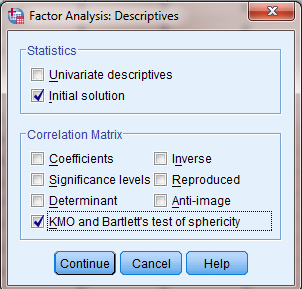 Factor Analysis: Descriptives
Statistics
Univariate descriptives
Initial solution
Correlation Matrix
Coefficients Inverse
Significance levels Reproduced
Determinant Anti-image
KMO and Bartlett's test of sphericity
Continue Cancel Help